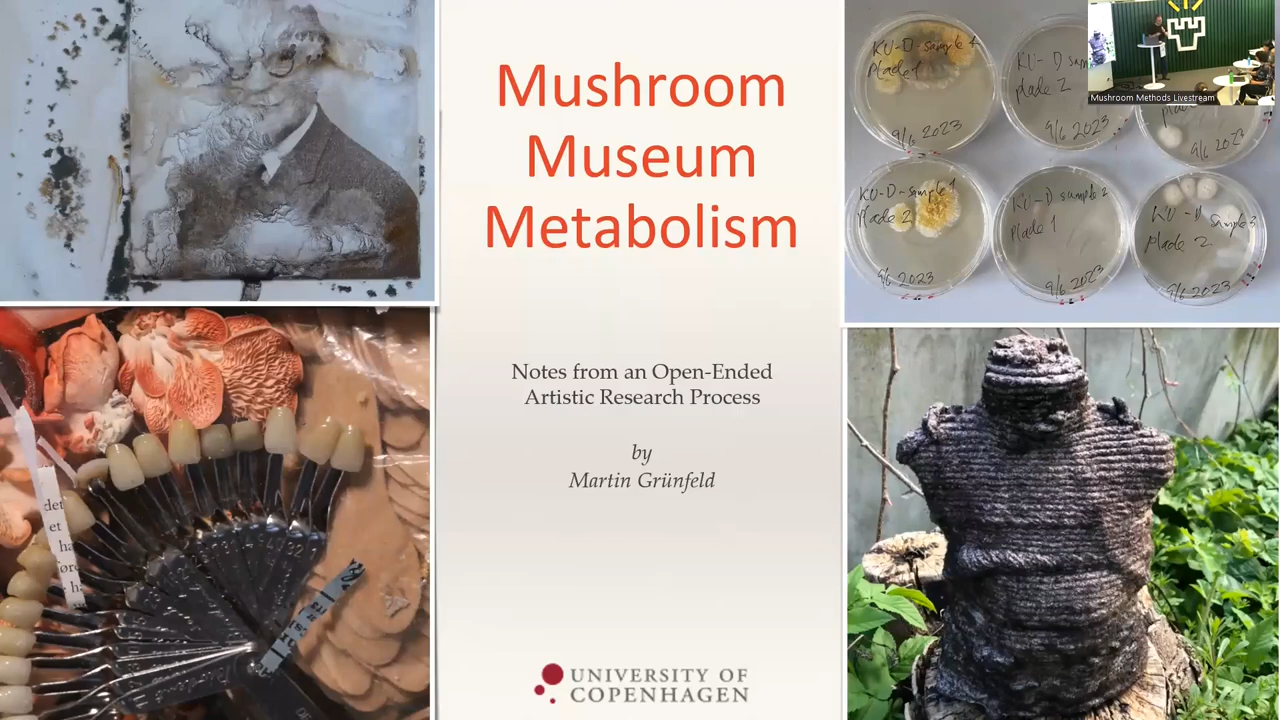 Mushroom
Museum
Metabolism
Notes from an Open-Ended
Artistic Research Process
by
Martin Grünfeld
UNIVERSITY OF
COPENHAGEN
KU-D-sample 4
plade 1
9/6 2023
KU-D sam
plade 2
9/6 2023
9/6 2023
KU-D-sample 1
Plade 2
9/6 2023
KU-D sample 2
Plade 1
9/6 2023
KU-D
Sample 3
plade 2
9/6 2023
Mushroom Methods Livestream
det
et
ha